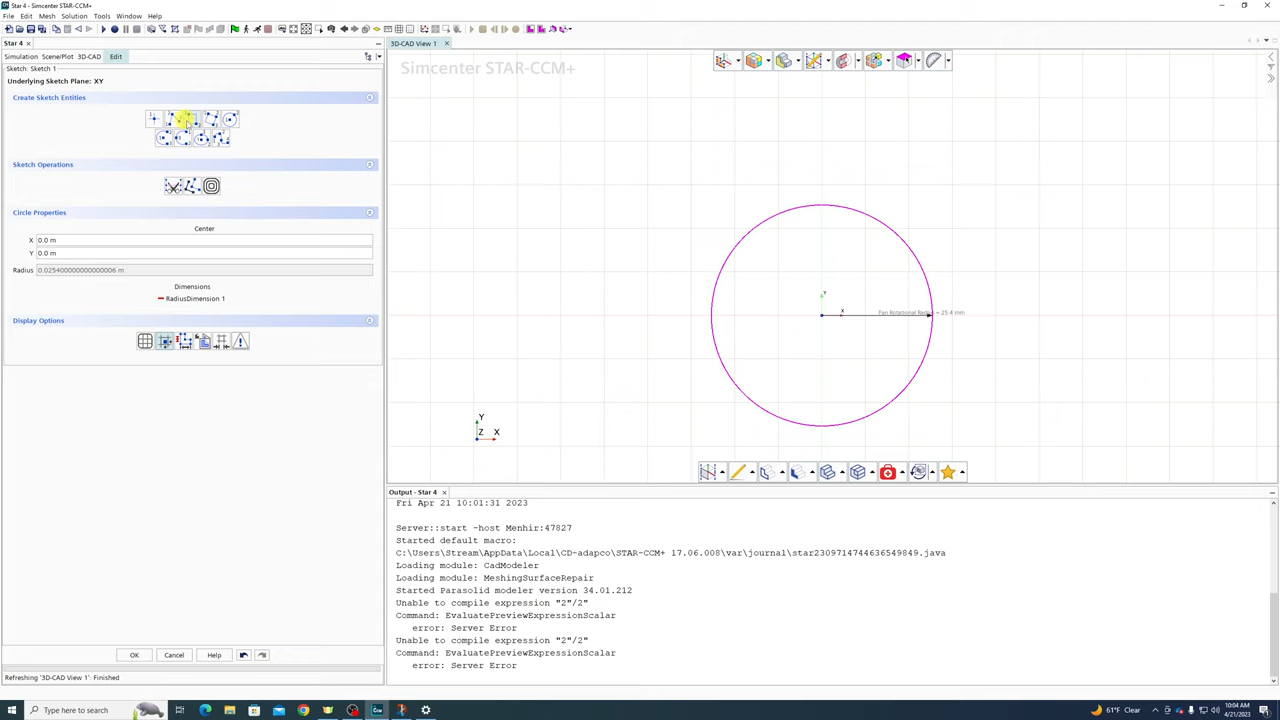 Star 4 - Simcenter STAR-CCM+
File Edit Mesh Solution Tools Window Help
Star 4
3D-CAD View 1
Simulation Scene/Plot 3D-CAD Edit
Simcenter STAR-CCM+
Sketch: Sketch 1
Underlying Sketch Plane: XY
Create Sketch Entities
Sketch Operations
Circle Properties
Center
X 0.0 m
Y 0.0 m
Radius 0.025400000000000006 m
Dimensions
RadiusDimension 1
Display Options
Y
X
Fan Rotational Radius = 25.4 mm
Y
Z X
Output - Star 4
Fri Apr 21 10:01:31 2023
Server::start -host Menhir:47827
Started default macro:
C:\Users\Stream\AppData\Local\CD-adapco\STAR-CCM+ 17.06.008\var\journal\star2309714744636549849.java
Loading module: CadModeler
Loading module: MeshingSurfaceRepair
Started Parasolid modeler version 34.01.212
Unable to compile expression "2"/2"
Command: EvaluatePreviewExpressionScalar
error: Server Error
Unable to compile expression "2"/2"
Command: EvaluatePreviewExpressionScalar
error: Server Error
OK Cancel Help
Refreshing '3D-CAD View 1': Finished
Type here to search
61°F Clear
10:04 AM
4/21/2023